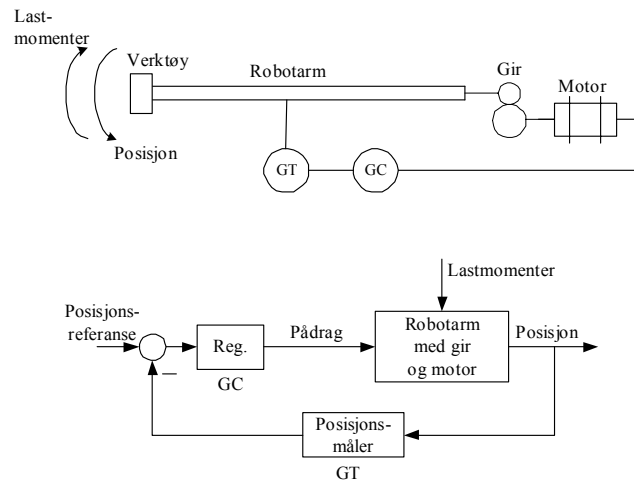 Last-
momenter
Verktøy
Robotarm
Gir
Motor
Posisjon
GT
GC
Lastmomenter
Posisjons-
referanse
Reg.
GC
Pådrag
Robotarm
med gir
og motor
Posisjon
Posisjons-
måler
GT